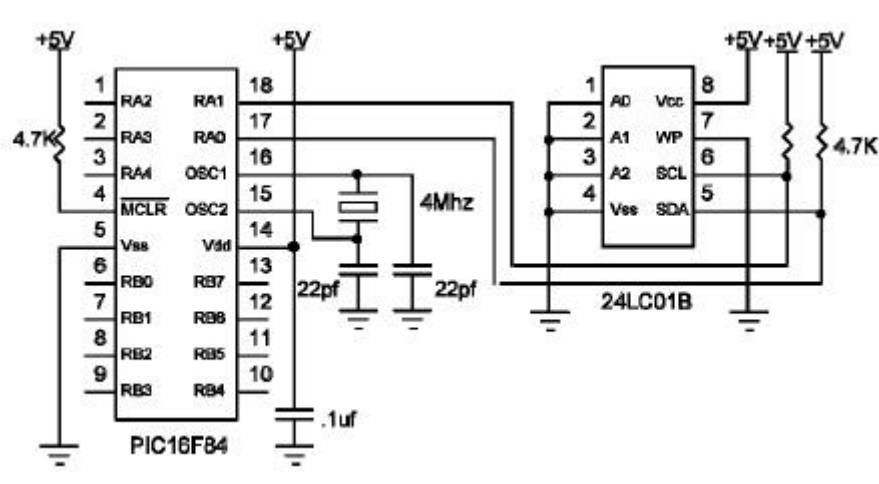 +5V +5V +5V +5V +5V
1 RA2 RA1 18 1 A0 Vcc 8
2 RA3 RA0 17 2 A1 WP 7
4.7K 4.7K
3 RA4 OSC1 16 3 A2 SCL 6
4 MCLR OSC2 15 4Mhz 4 Vss SDA 5
5 Vss Vdd 14
6 RB0 RB7 13 22pf 22pf 24LC01B
7 RB1 RB6 12
8 RB2 RB5 11
9 RB3 RB4 10
.1uf
PIC16F84